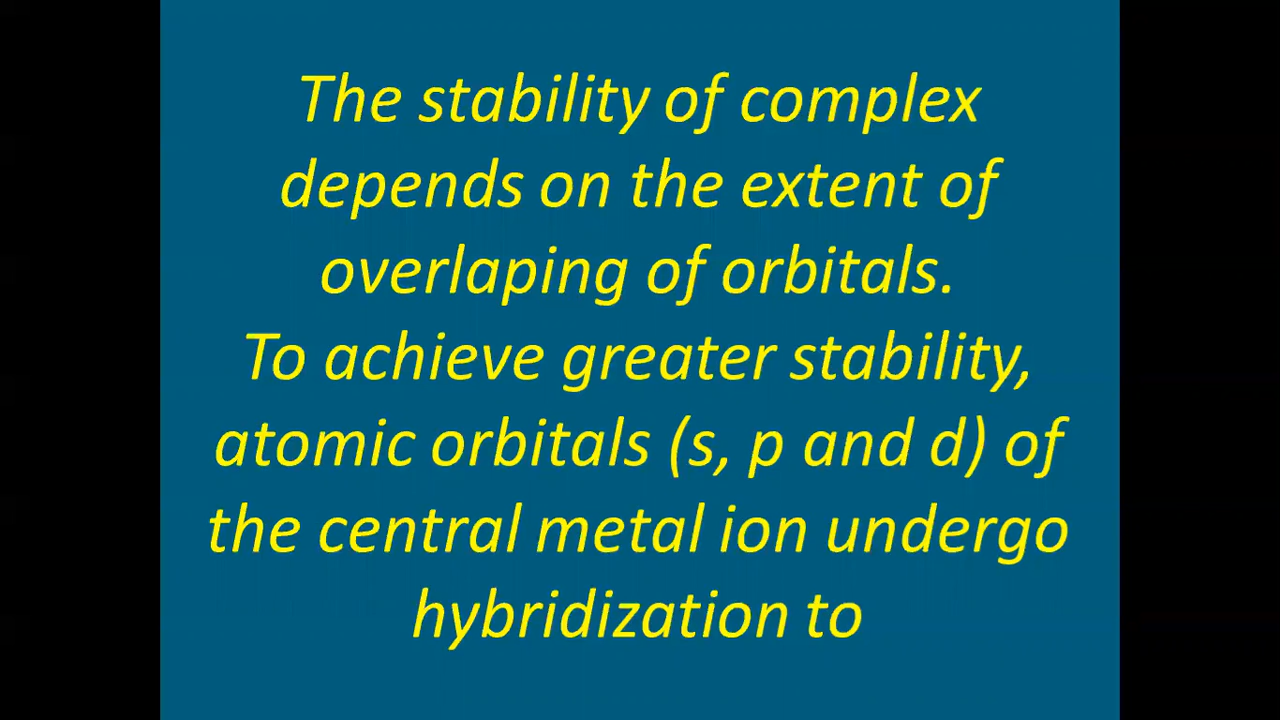 The stability of complex
depends on the extent of
overlaping of orbitals.
To achieve greater stability,
atomic orbitals (s, p and d) of
the central metal ion undergo
hybridization to